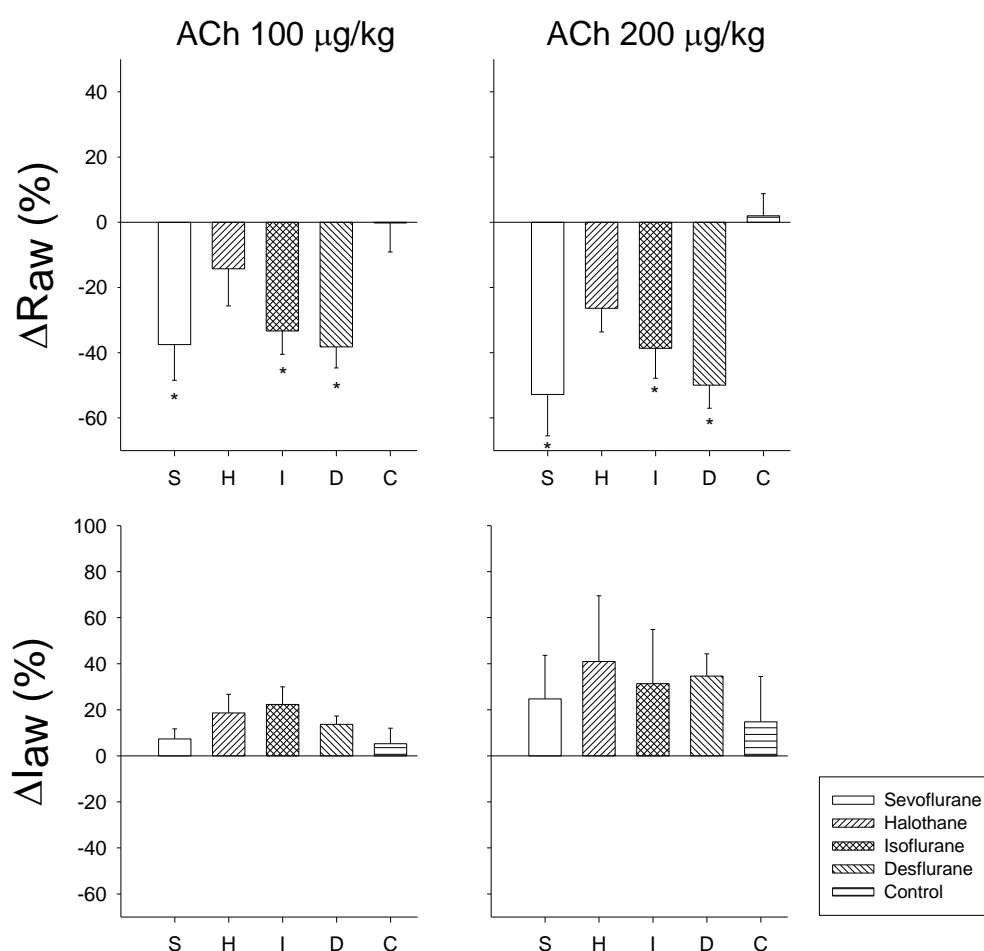 ACh 100 μg/kg
ACh 200 μg/kg
ΔRaw (%)
40
20
0
-20
-40
-60
*
*
*
*
*
*
S H I D C
S H I D C
ΔIaw (%)
100
80
60
40
20
0
-20
-40
-60
S H I D C
S H I D C
Sevoflurane
Halothane
Isoflurane
Desflurane
Control